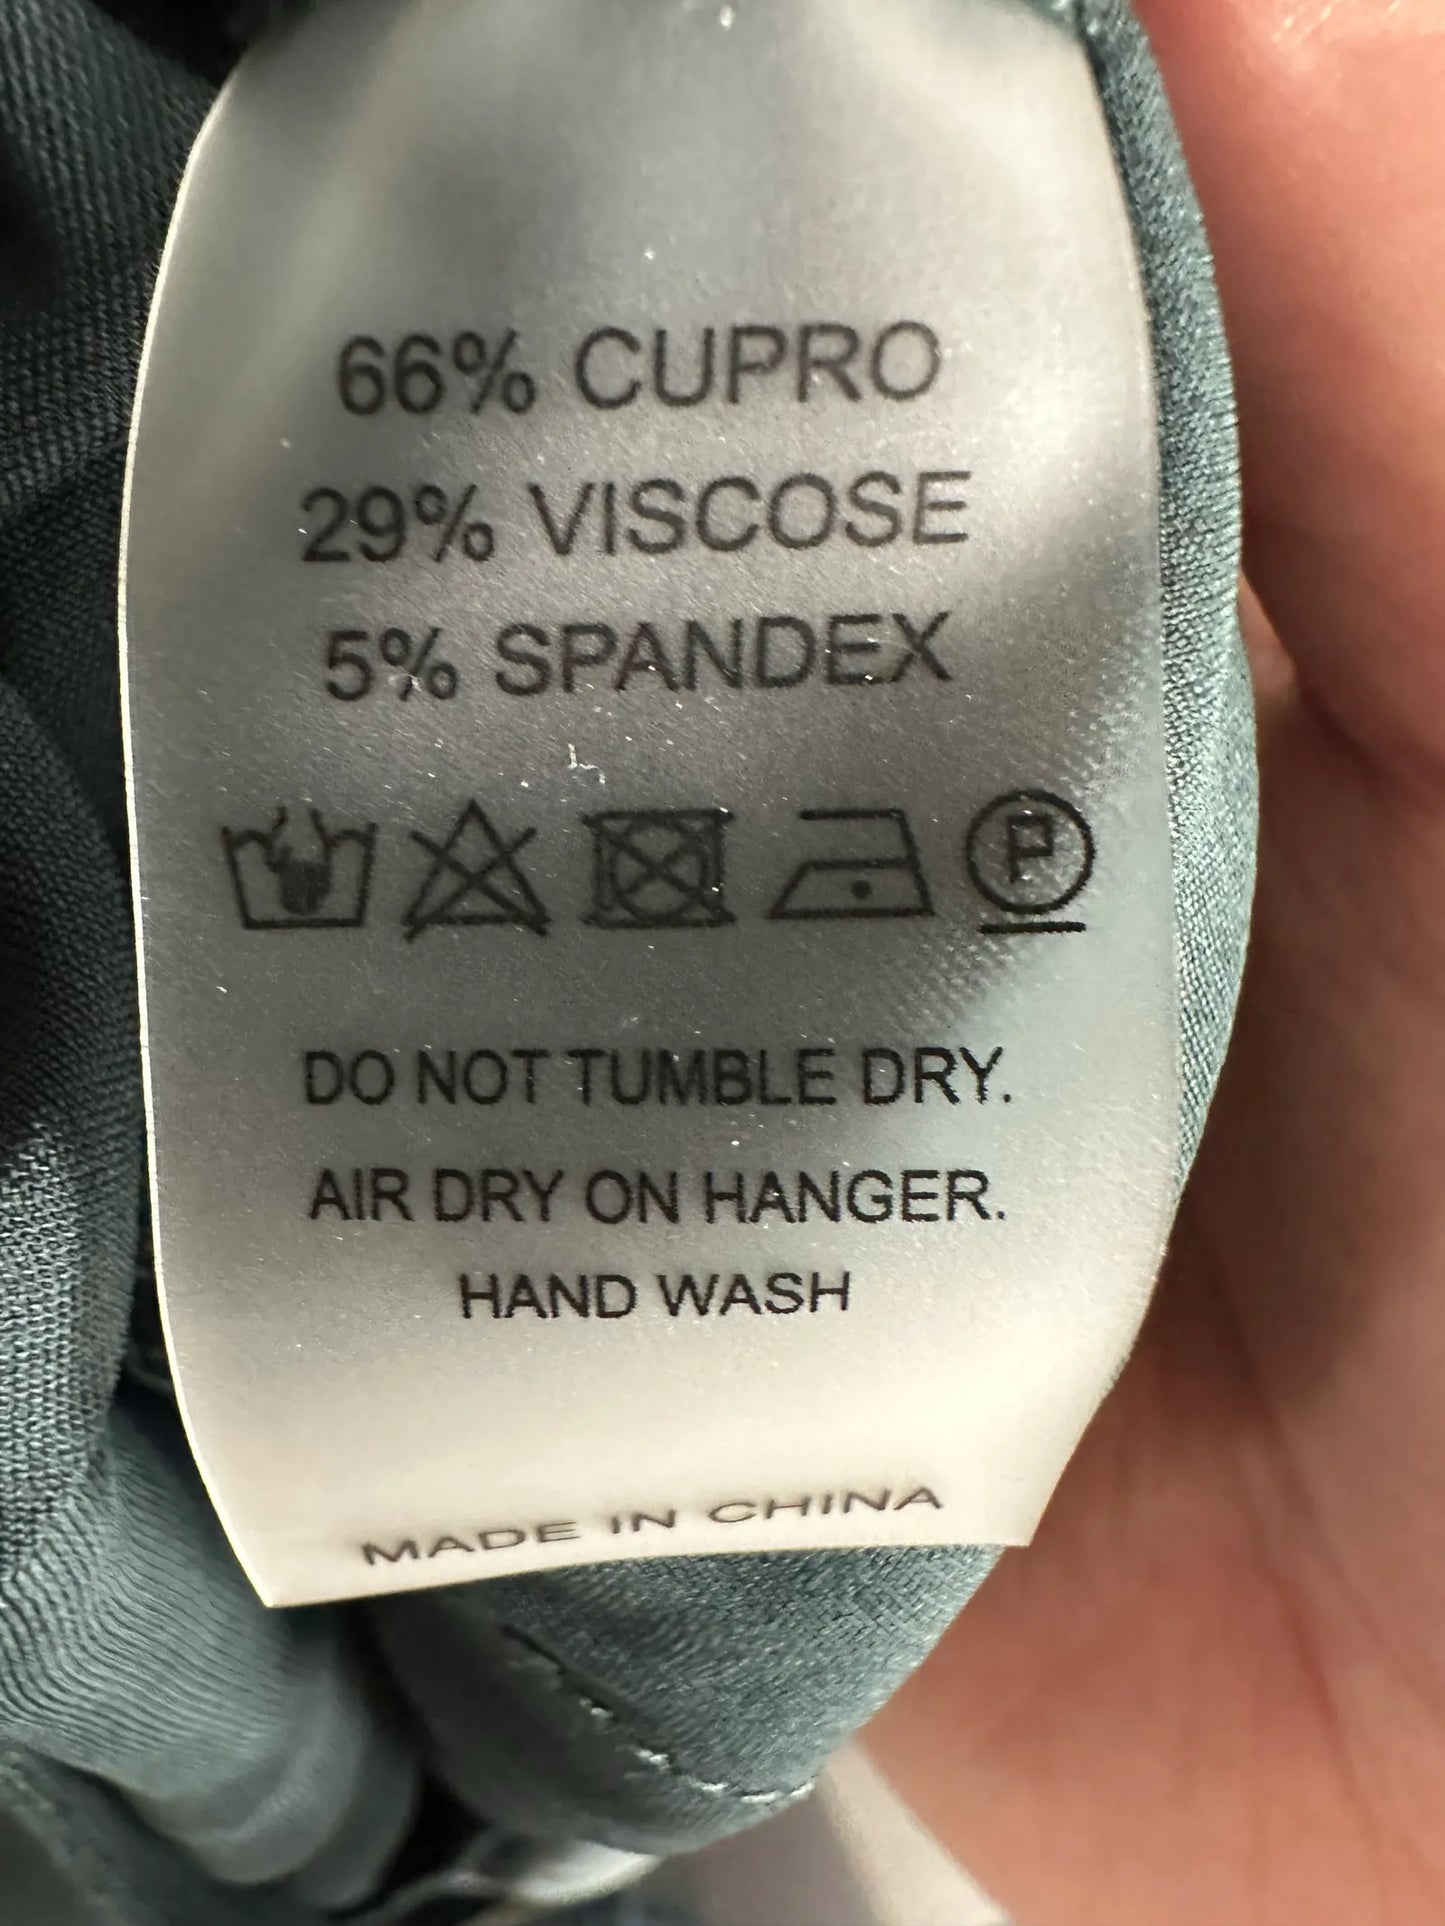 66% CUPRO
29% VISCOSE
5% SPANDEX
P
DO NOT TUMBLE DRY.
AIR DRY ON HANGER.
HAND WASH
MADE IN CHINA